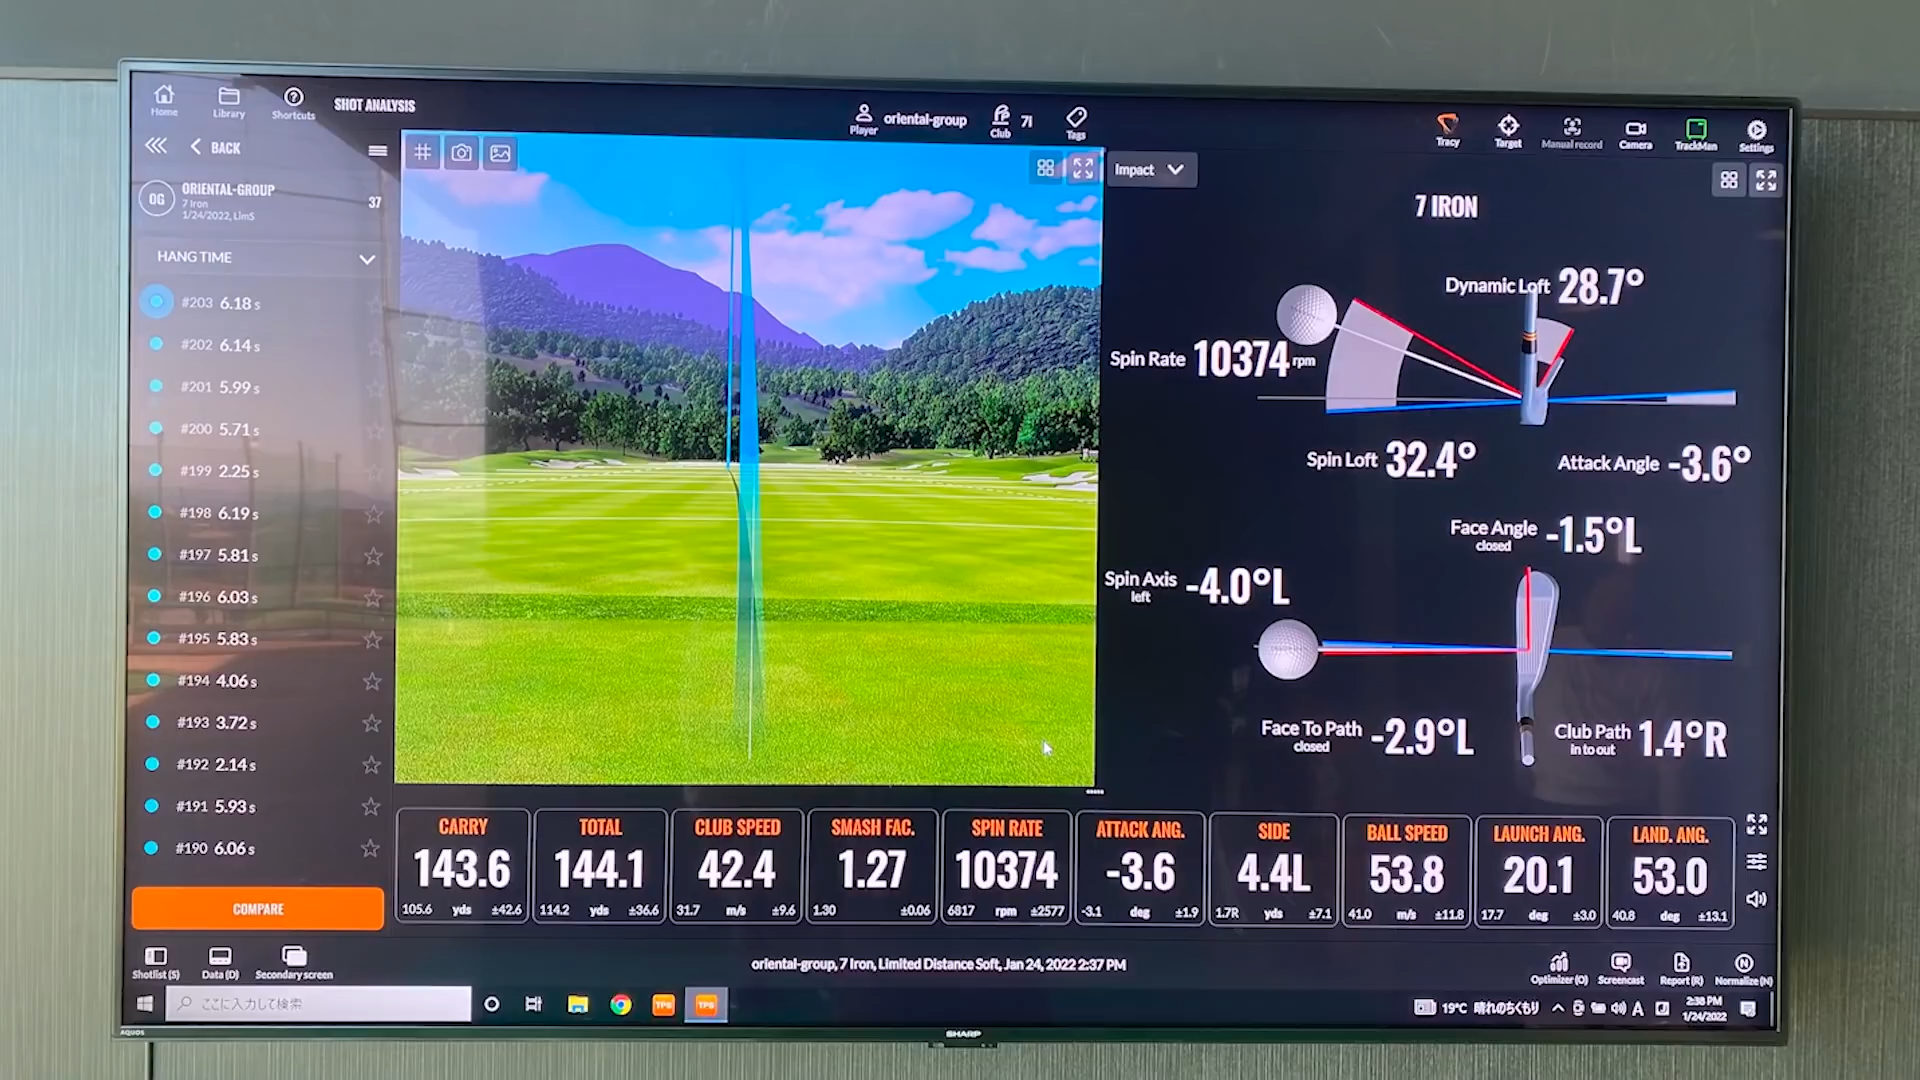 Home
Library
Shortcuts
SHOT ANALYSIS
Player
oriental-group
Club
7I
Tags
Tracy
Target
Manual record
Camera
TrackMan
Settings
BACK
OG
ORIENTAL-GROUP
7 Iron
1/24/2022, LimS
37
HANG TIME
#203 6.18 s
#202 6.14 s
#201 5.99 s
#200 5.71 s
#199 2.25 s
#198 6.19 s
#197 5.81 s
#196 6.03 s
#195 5.83 s
#194 4.06 s
#193 3.72 s
#192 2.14 s
#191 5.93 s
#190 6.06 s
COMPARE
Shotlist (S)
Data (D)
Secondary screen
Impact
7 IRON
Dynamic Loft 28.7°
Spin Rate 10374 rpm
Spin Loft 32.4°
Attack Angle -3.6°
Face Angle
closed
-1.5°L
Spin Axis
left
-4.0°L
Face To Path
closed
-2.9°L
Club Path
in to out
1.4°R
CARRY
143.6
105.6 yds ±42.6
TOTAL
144.1
114.2 yds ±36.6
CLUB SPEED
42.4
31.7 m/s ±9.6
SMASH FAC.
1.27
1.30 ±0.06
SPIN RATE
10374
6817 rpm ±2577
ATTACK ANG.
-3.6
-3.1 deg ±1.9
SIDE
4.4L
1.7R yds ±7.1
BALL SPEED
53.8
41.0 m/s ±11.8
LAUNCH ANG.
20.1
17.7 deg ±3.0
LAND. ANG.
53.0
40.8 deg ±13.1
oriental-group, 7 Iron, Limited Distance Soft, Jan 24, 2022 2:37 PM
Optimizer (O)
Screencast
Report (R)
Normalize (N)
ここに入力して検索
TPS
TPS
19°C 晴れのちくもり
A
2:38 PM
1/24/2022
AQUOS
SHARP